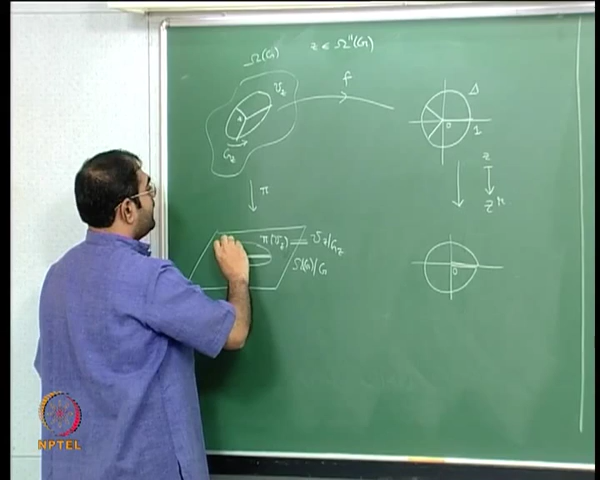 Ω(G) z ∈ Ω"(G)
U_z
f
Δ
0 1
G_z
π
z
z^n
π(U_z) = U_z/G_z
Ω(G)/G
0
NPTEL